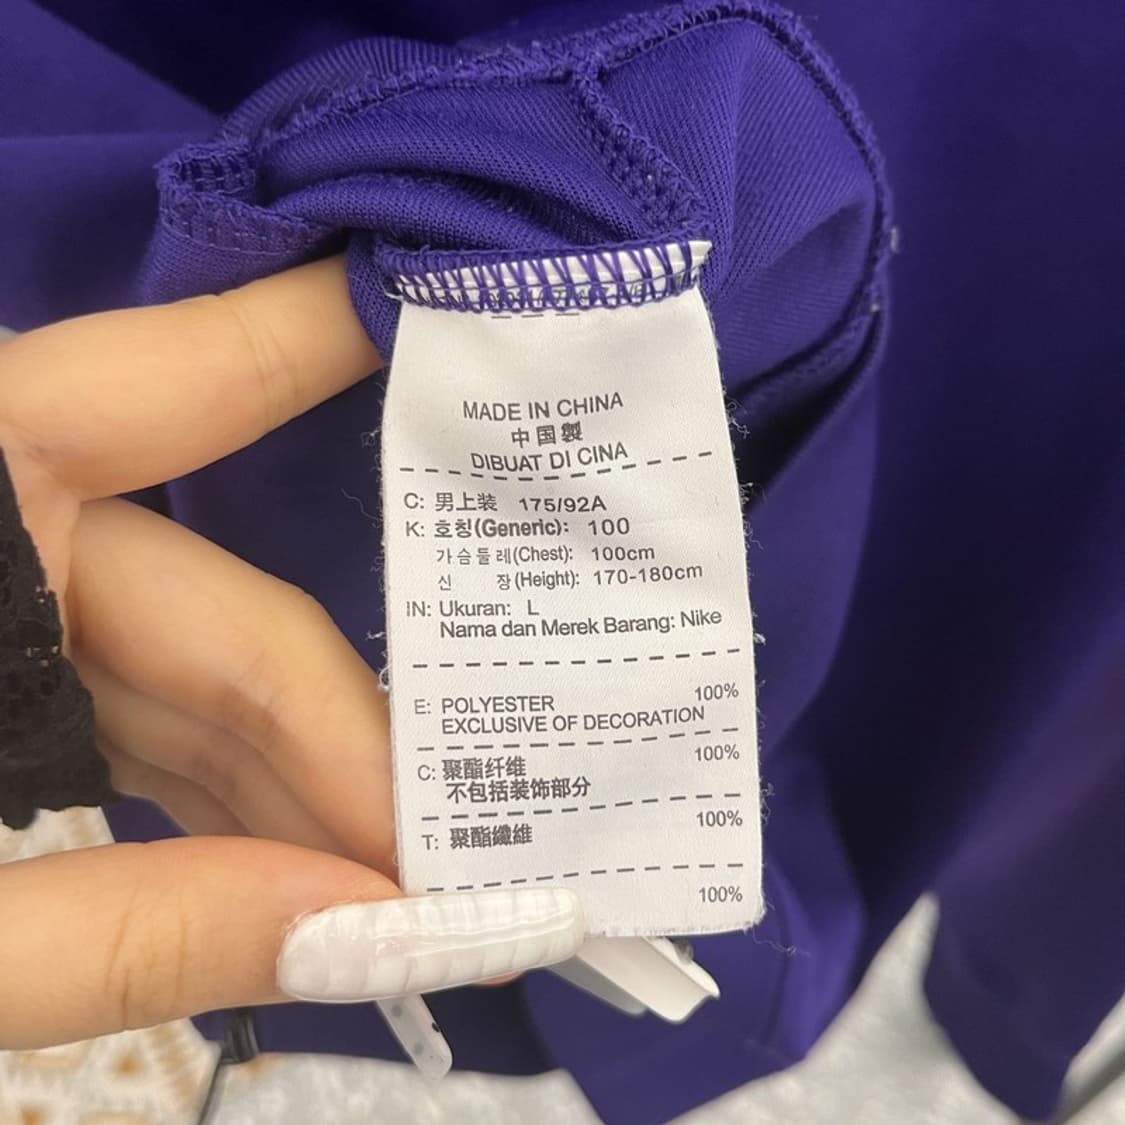 MADE IN CHINA
中国製
DIBUAT DI CINA
C: 男上装 175/92A
K: 호칭(Generic): 100
가슴둘레(Chest): 100cm
신 장(Height): 170-180cm
IN: Ukuran: L
Nama dan Merek Barang: Nike
E: POLYESTER 100%
EXCLUSIVE OF DECORATION
C: 聚酯纤维 100%
不包括装饰部分
T: 聚酯纖維 100%
100%